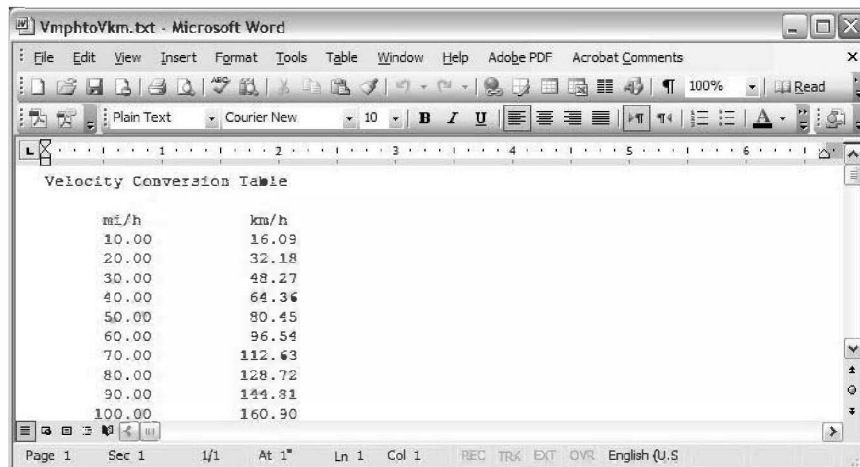 VmphtoVkm.txt - Microsoft Word
File Edit View Insert Format Tools Table Window Help Adobe PDF Acrobat Comments
100% Read
Plain Text Courier New 10 B I U
1 2 3 4 5 6
Velocity Conversion Table
mi/h km/h
10.00 16.09
20.00 32.18
30.00 48.27
40.00 64.36
50.00 80.45
60.00 96.54
70.00 112.63
80.00 128.72
90.00 144.81
100.00 160.90
Page 1 Sec 1 1/1 At 1" Ln 1 Col 1 REC TRK EXT OVR English (U.S